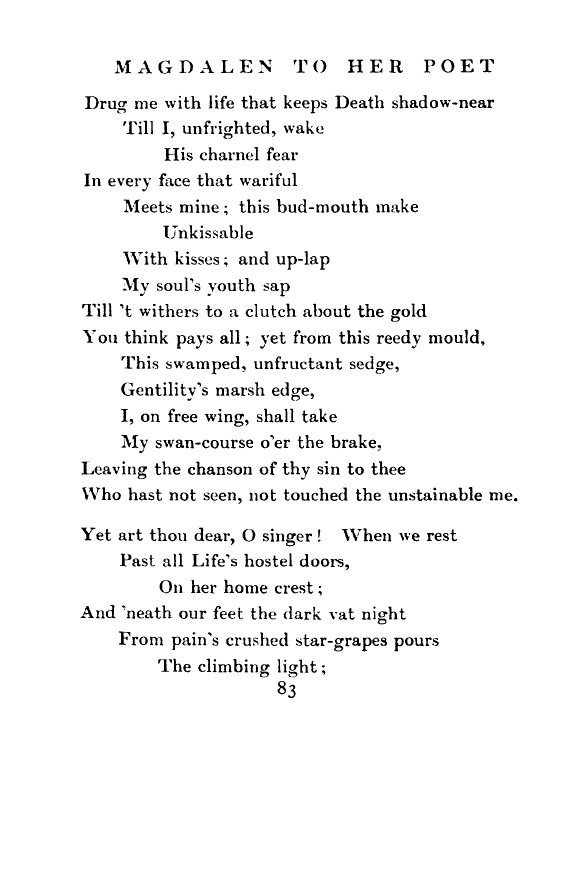 MAGDALEN TO HER POET
Drug me with life that keeps Death shadow-near
Till I, unfrighted, wake
His charnel fear
In every face that wariful
Meets mine; this bud-mouth make
Unkissable
With kisses; and up-lap
My soul's youth sap
Till 't withers to a clutch about the gold
You think pays all; yet from this reedy mould,
This swamped, unfructant sedge,
Gentility's marsh edge,
I, on free wing, shall take
My swan-course o'er the brake,
Leaving the chanson of thy sin to thee
Who hast not seen, not touched the unstainable me.
Yet art thou dear, O singer! When we rest
Past all Life's hostel doors,
On her home crest;
And 'neath our feet the dark vat night
From pain's crushed star-grapes pours
The climbing light;
83